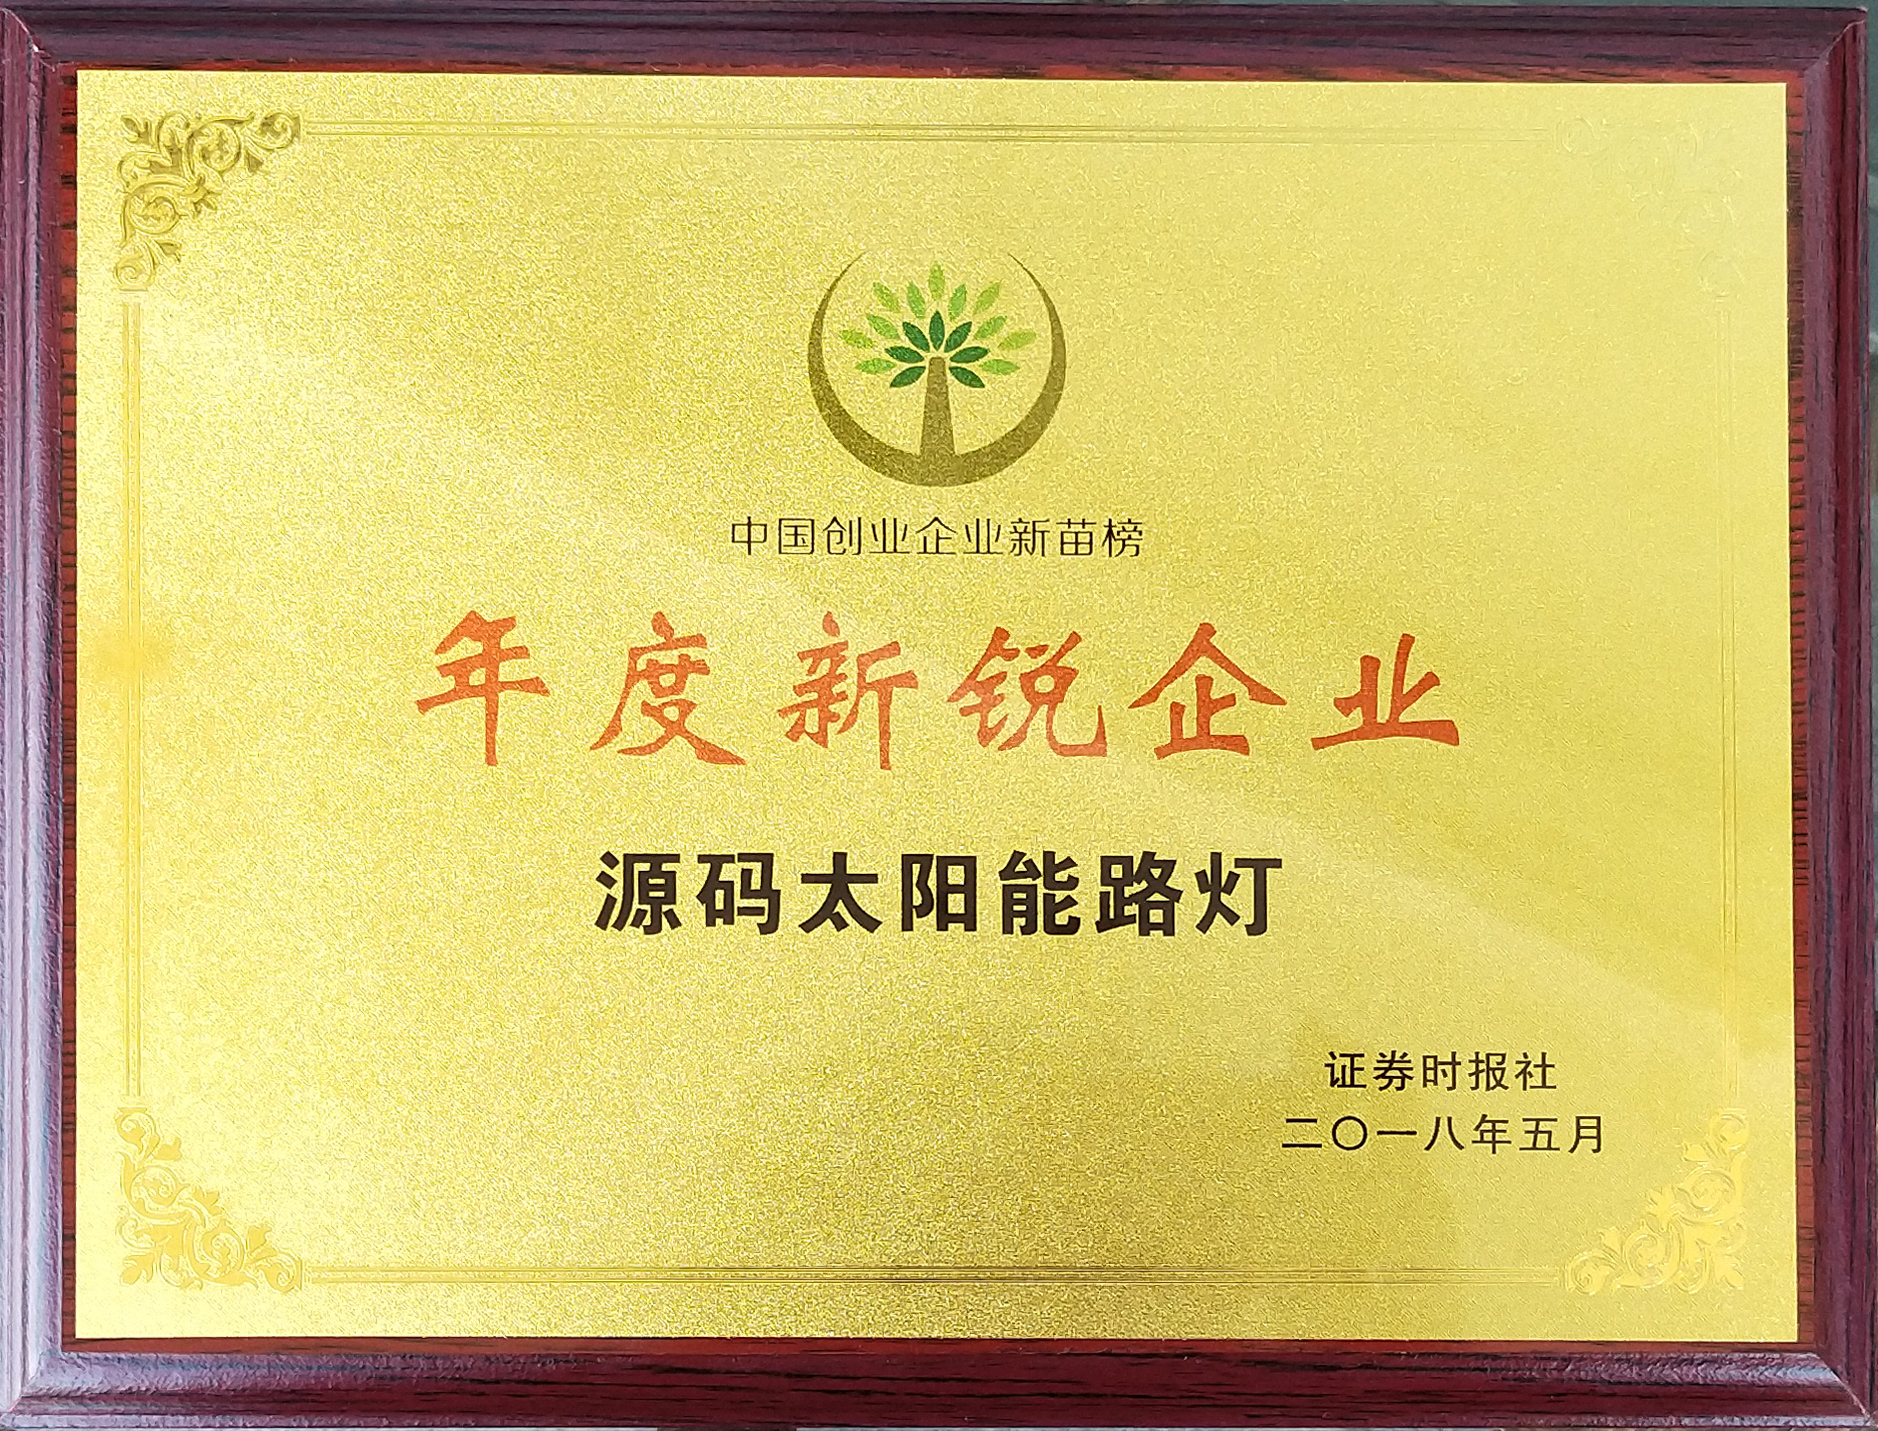 中国创业企业新苗榜
年度新锐企业
源码太阳能路灯
证券时报社
二〇一八年五月